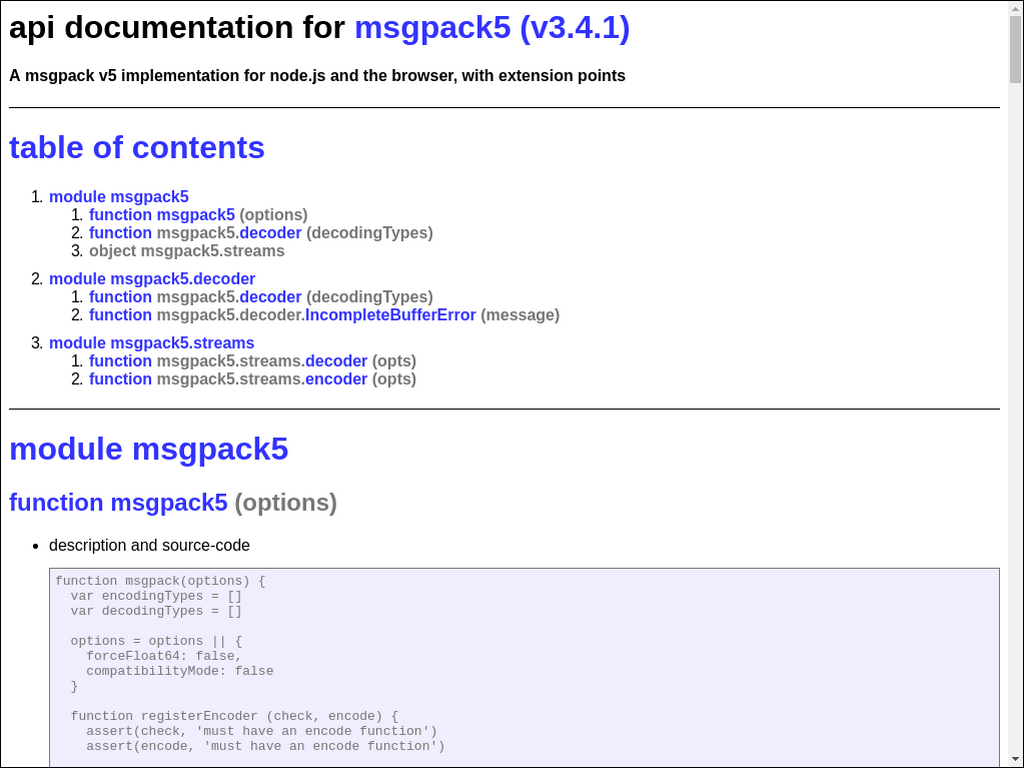 api documentation for msgpack5 (v3.4.1)
A msgpack v5 implementation for node.js and the browser, with extension points
table of contents
1. module msgpack5
1. function msgpack5 (options)
2. function msgpack5.decoder (decodingTypes)
3. object msgpack5.streams
2. module msgpack5.decoder
1. function msgpack5.decoder (decodingTypes)
2. function msgpack5.decoder.IncompleteBufferError (message)
3. module msgpack5.streams
1. function msgpack5.streams.decoder (opts)
2. function msgpack5.streams.encoder (opts)
module msgpack5
function msgpack5 (options)
• description and source-code
function msgpack(options) {
  var encodingTypes = []
  var decodingTypes = []
  options = options || {
    forceFloat64: false,
    compatibilityMode: false
  }
  function registerEncoder (check, encode) {
    assert(check, 'must have an encode function')
    assert(encode, 'must have an encode function')